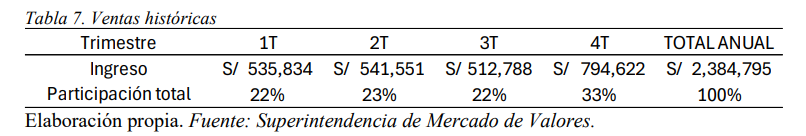 Tabla 7. Ventas históricas
Trimestre 1T 2T 3T 4T TOTAL ANUAL
Ingreso S/ 535,834 S/ 541,551 S/ 512,788 S/ 794,622 S/ 2,384,795
Participación total 22% 23% 22% 33% 100%
Elaboración propia. Fuente: Superintendencia de Mercado de Valores.